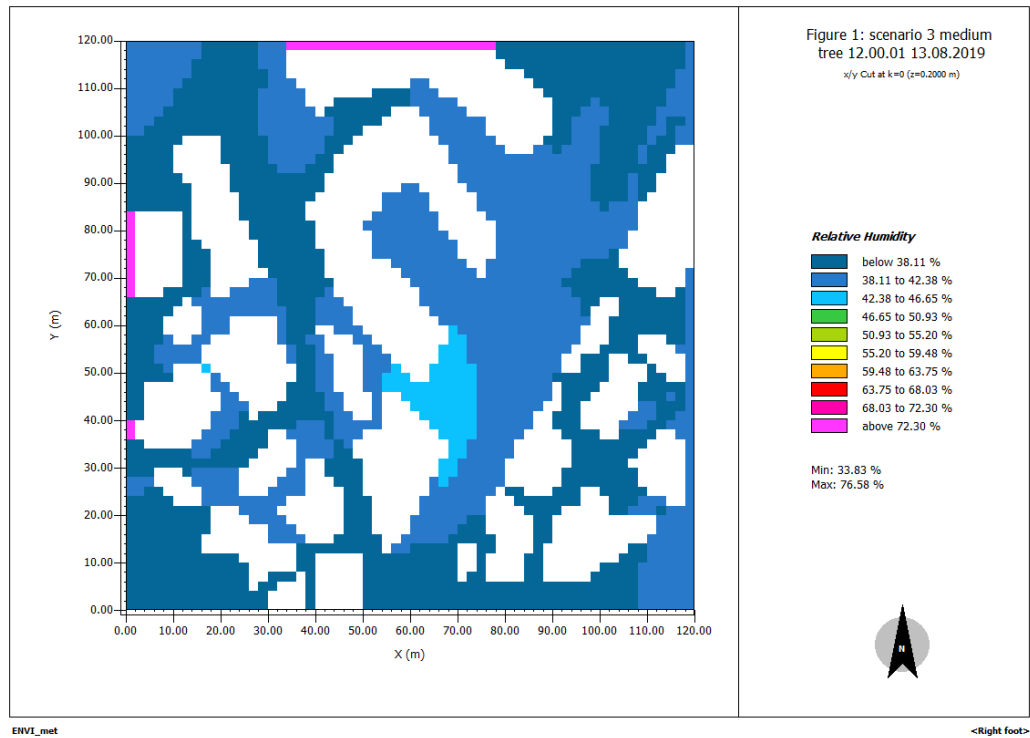 Figure 1: scenario 3 medium
tree 12.00.01 13.08.2019
x/y Cut at k=0 (z=0.2000 m)
120.00
110.00
100.00
90.00
80.00
70.00
60.00
50.00
40.00
30.00
20.00
10.00
0.00
Y (m)
0.00 10.00 20.00 30.00 40.00 50.00 60.00 70.00 80.00 90.00 100.00 110.00 120.00
X (m)
Relative Humidity
below 38.11 %
38.11 to 42.38 %
42.38 to 46.65 %
46.65 to 50.93 %
50.93 to 55.20 %
55.20 to 59.48 %
59.48 to 63.75 %
63.75 to 68.03 %
68.03 to 72.30 %
above 72.30 %
Min: 33.83 %
Max: 76.58 %
N
ENVI_met
<Right foot>